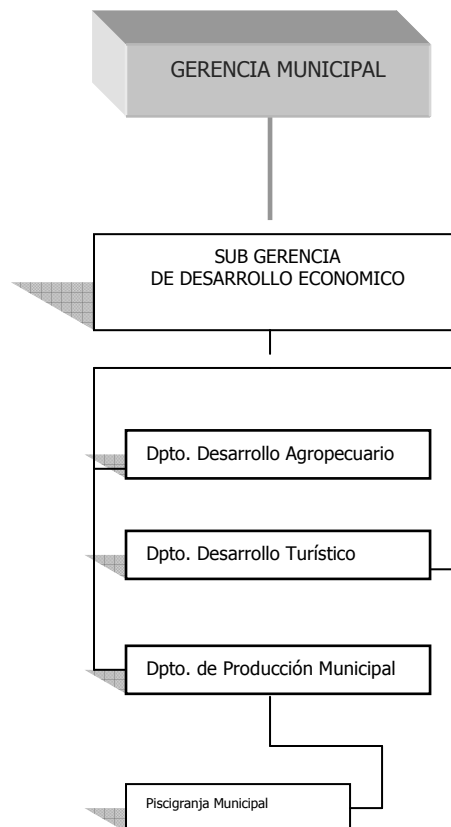 GERENCIA MUNICIPAL
SUB GERENCIA
DE DESARROLLO ECONOMICO
Dpto. Desarrollo Agropecuario
Dpto. Desarrollo Turístico
Dpto. de Producción Municipal
Piscigranja Municipal